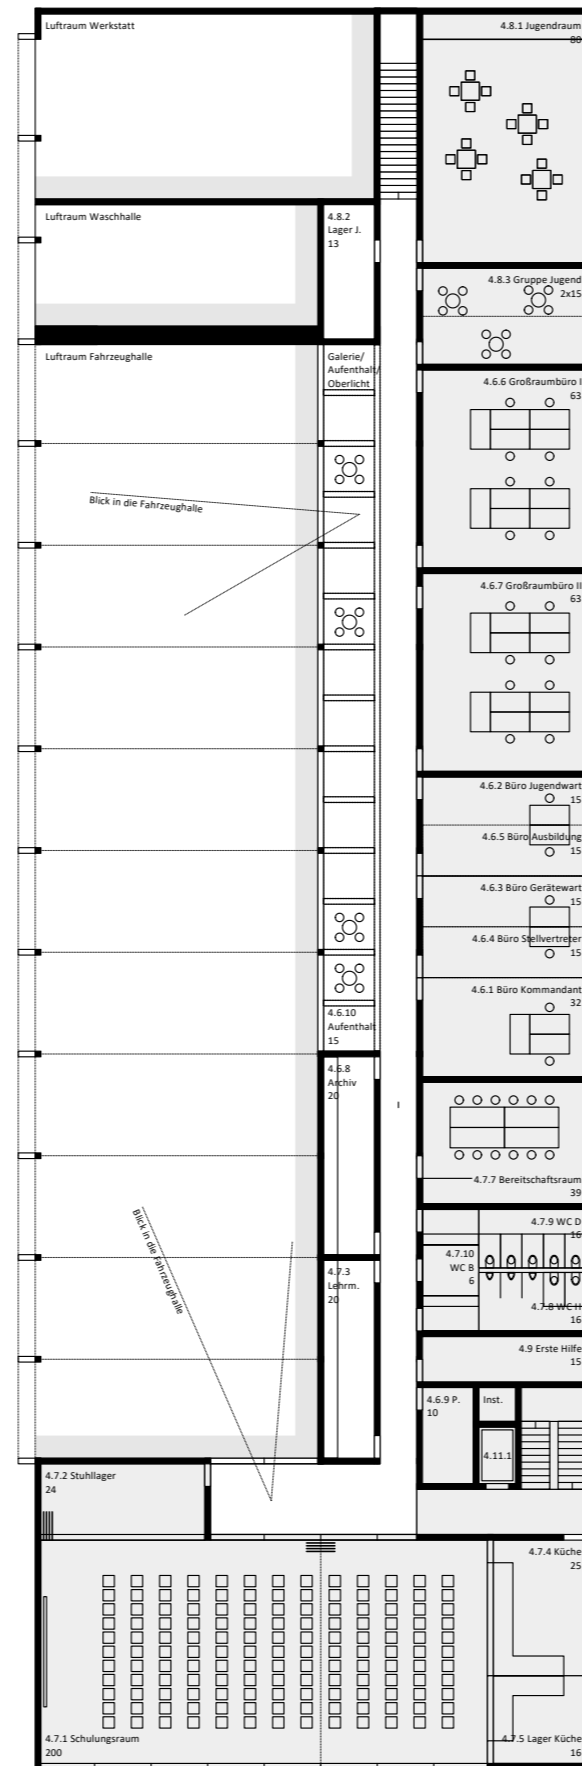 Luftraum Werkstatt
4.8.1 Jugendraum
80
Luftraum Waschhalle
4.8.2
Lager J.
13
4.8.3 Gruppe Jugend
2x15
Luftraum Fahrzeughalle
Galerie/
Aufenthalt/
Oberlicht
4.6.6 Großraumbüro I
63
Blick in die Fahrzeughalle
4.6.7 Großraumbüro II
63
4.6.2 Büro Jugendwart
15
4.6.5 Büro Ausbildung
15
4.6.3 Büro Gerätewart
15
4.6.4 Büro Stellvertreter
15
4.6.1 Büro Kommandant
32
4.6.10
Aufenthalt
15
4.6.8
Archiv
20
4.7.7 Bereitschaftsraum
39
4.7.9 WC D
16
4.7.10
WC B
6
4.7.8 WC H
16
Blick in die Fahrzeughalle
4.7.3
Lehrm.
20
4.9 Erste Hilfe
15
4.6.9 P.
10
Inst.
4.11.1
4.7.2 Stuhllager
24
4.7.4 Küche
25
4.7.1 Schulungsraum
200
4.7.5 Lager Küche
16